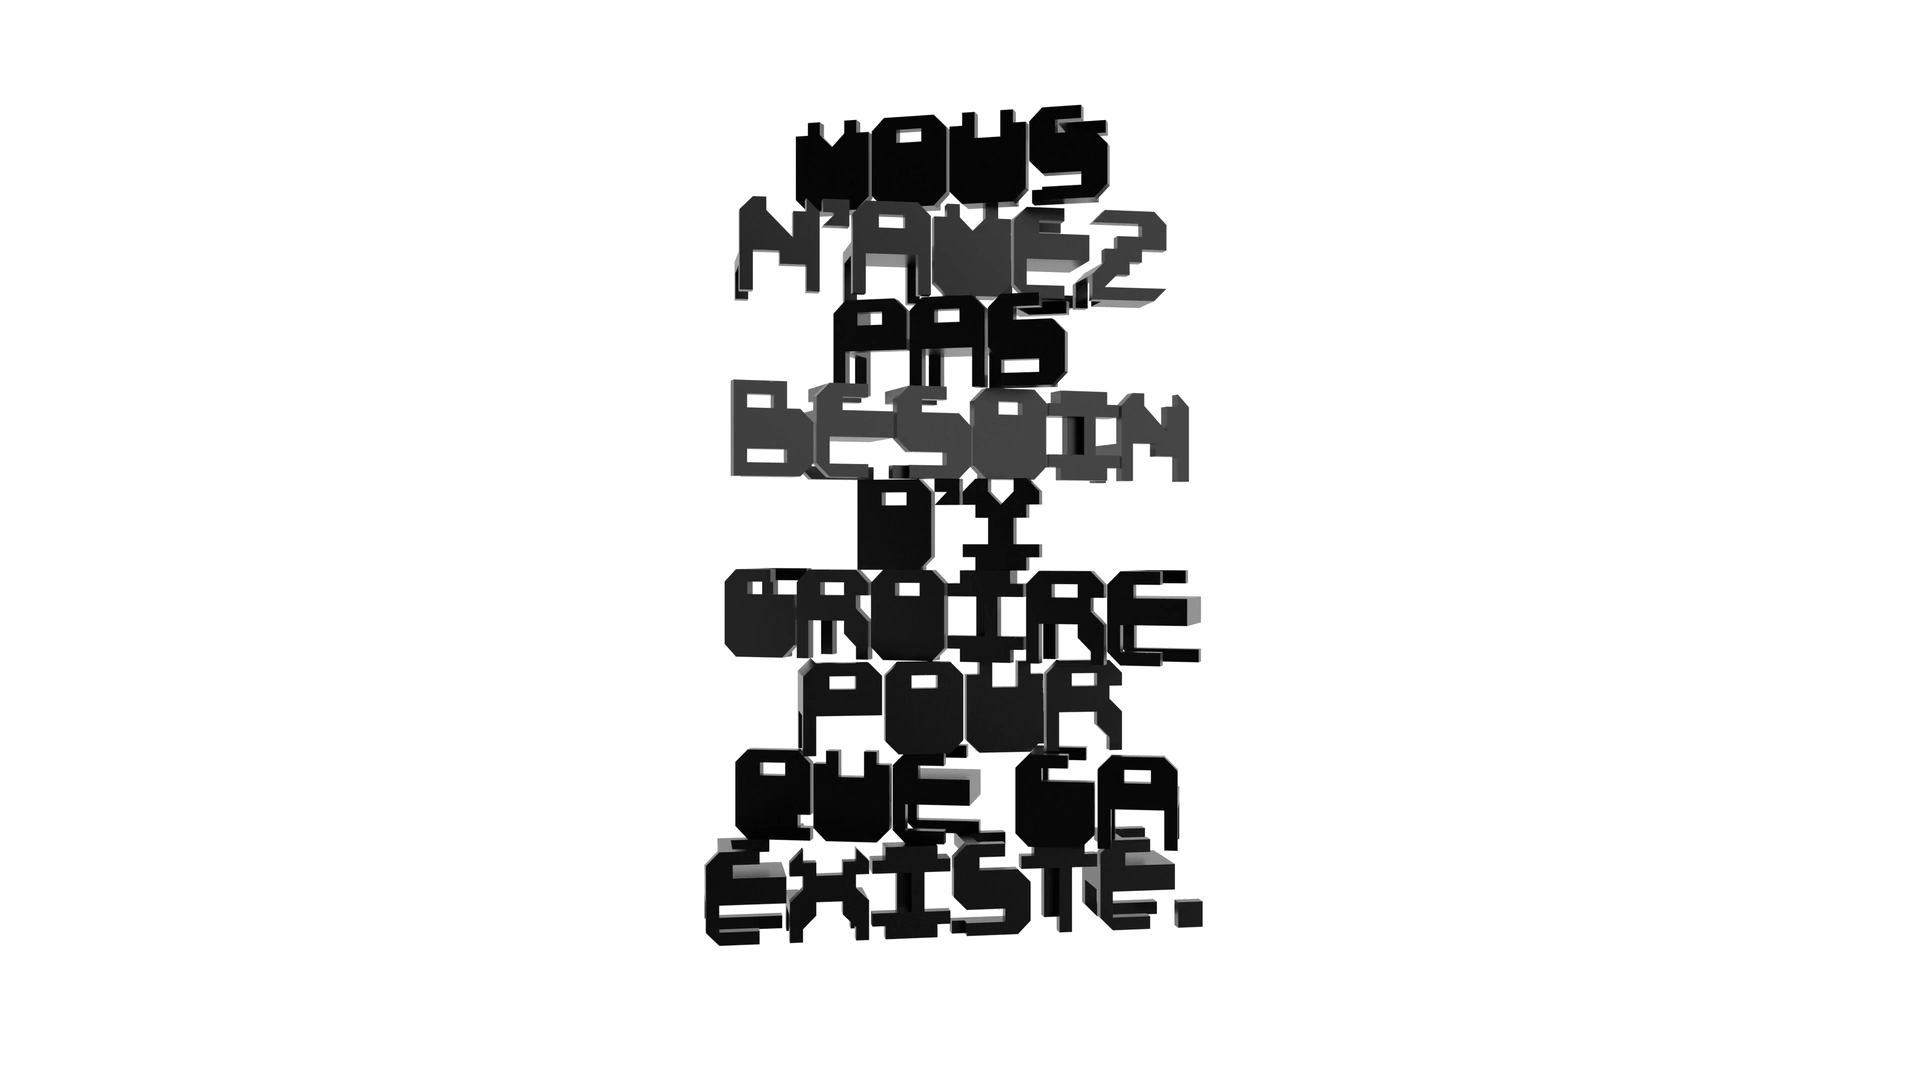 VOUS
N'AVEZ
PAS
BESOIN
D'Y
CROIRE
POUR
QUE ÇA
EXISTE.